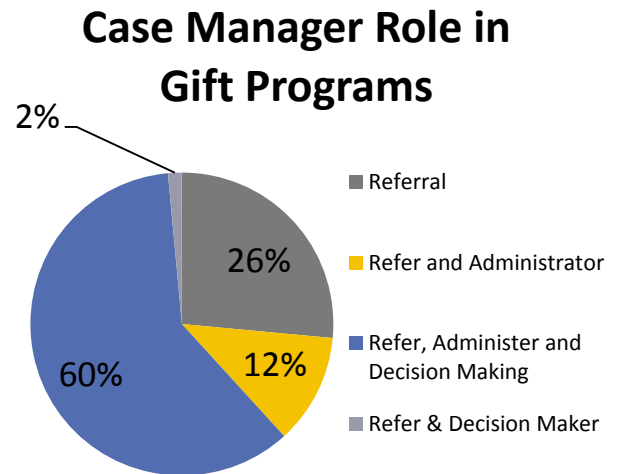 Case Manager Role in
Gift Programs
2%
26%
12%
60%
Referral
Refer and Administrator
Refer, Administer and
Decision Making
Refer & Decision Maker